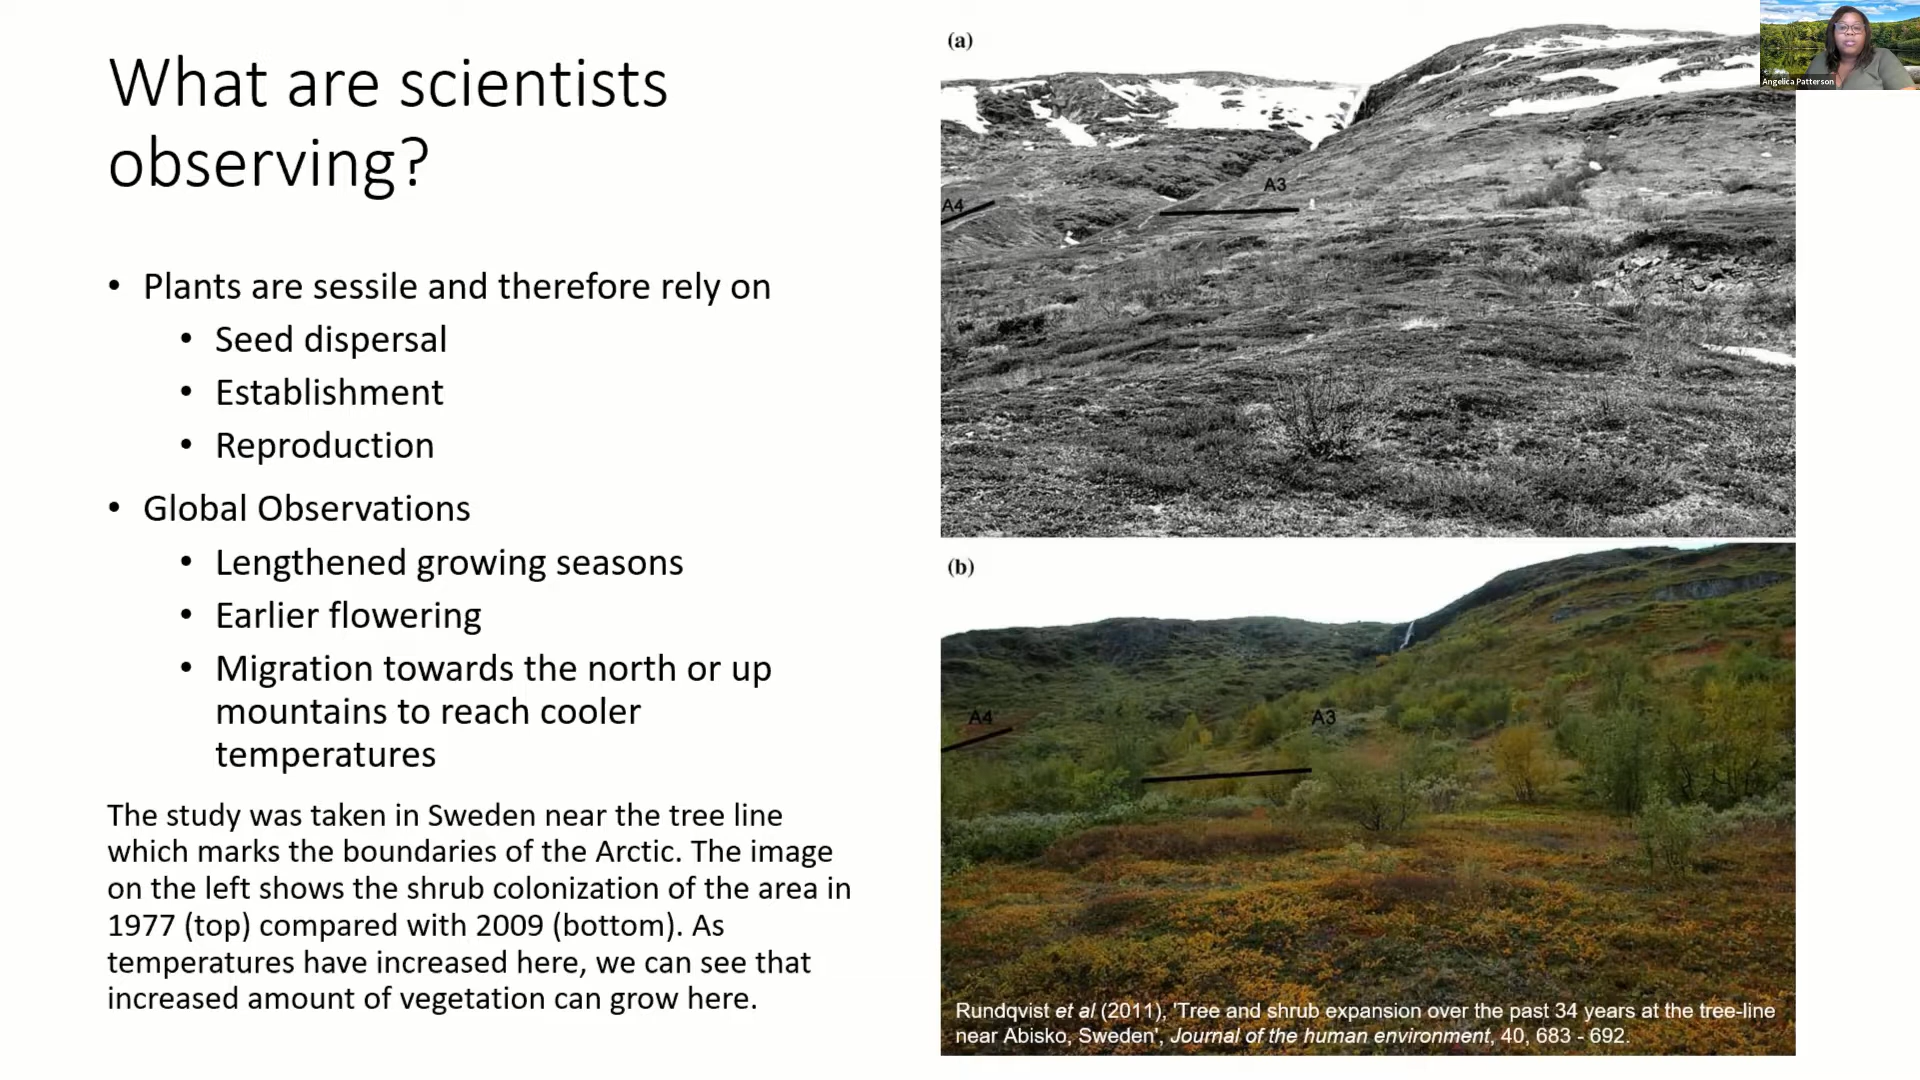 What are scientists
observing?
• Plants are sessile and therefore rely on
• Seed dispersal
• Establishment
• Reproduction
• Global Observations
• Lengthened growing seasons
• Earlier flowering
• Migration towards the north or up
mountains to reach cooler
temperatures
The study was taken in Sweden near the tree line
which marks the boundaries of the Arctic. The image
on the left shows the shrub colonization of the area in
1977 (top) compared with 2009 (bottom). As
temperatures have increased here, we can see that
increased amount of vegetation can grow here.
(a)
A3
A4
(b)
A4
A3
Rundqvist et al (2011), 'Tree and shrub expansion over the past 34 years at the tree-line
near Abisko, Sweden', Journal of the human environment, 40, 683 - 692.
Angelica Patterson